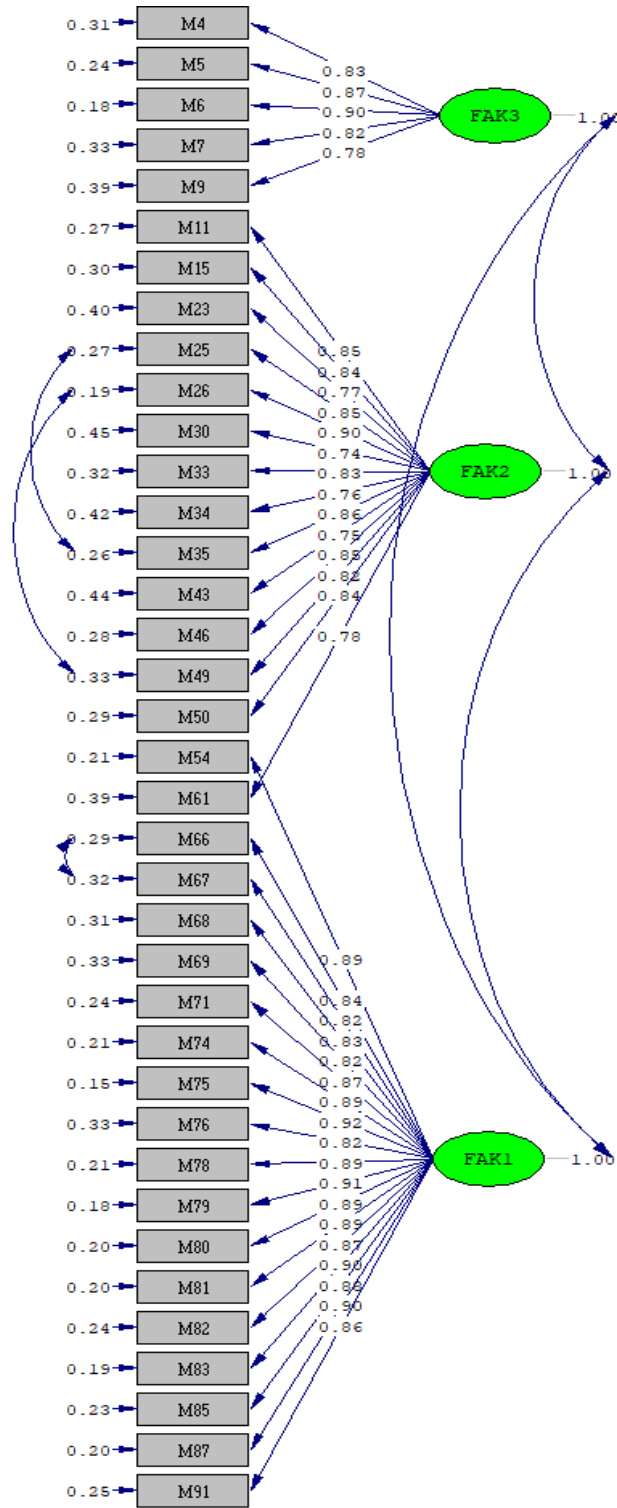 0.31 M4
0.24 M5
0.18 M6
0.33 M7
0.39 M9
0.27 M11
0.30 M15
0.40 M23
0.27 M25
0.19 M26
0.45 M30
0.32 M33
0.42 M34
0.26 M35
0.44 M43
0.28 M46
0.33 M49
0.29 M50
0.21 M54
0.39 M61
0.29 M66
0.32 M67
0.31 M68
0.33 M69
0.24 M71
0.21 M74
0.15 M75
0.33 M76
0.21 M78
0.18 M79
0.20 M80
0.20 M81
0.24 M82
0.19 M83
0.23 M85
0.20 M87
0.25 M91
0.83
0.87
0.90
0.82
0.78
FAK3 1.00
0.85
0.84
0.77
0.85
0.90
0.74
0.83
0.76
0.86
0.75
0.85
0.82
0.84
0.78
FAK2 1.00
0.89
0.84
0.82
0.83
0.82
0.87
0.89
0.92
0.82
0.89
0.91
0.89
0.89
0.87
0.90
0.88
0.90
0.86
FAK1 1.00